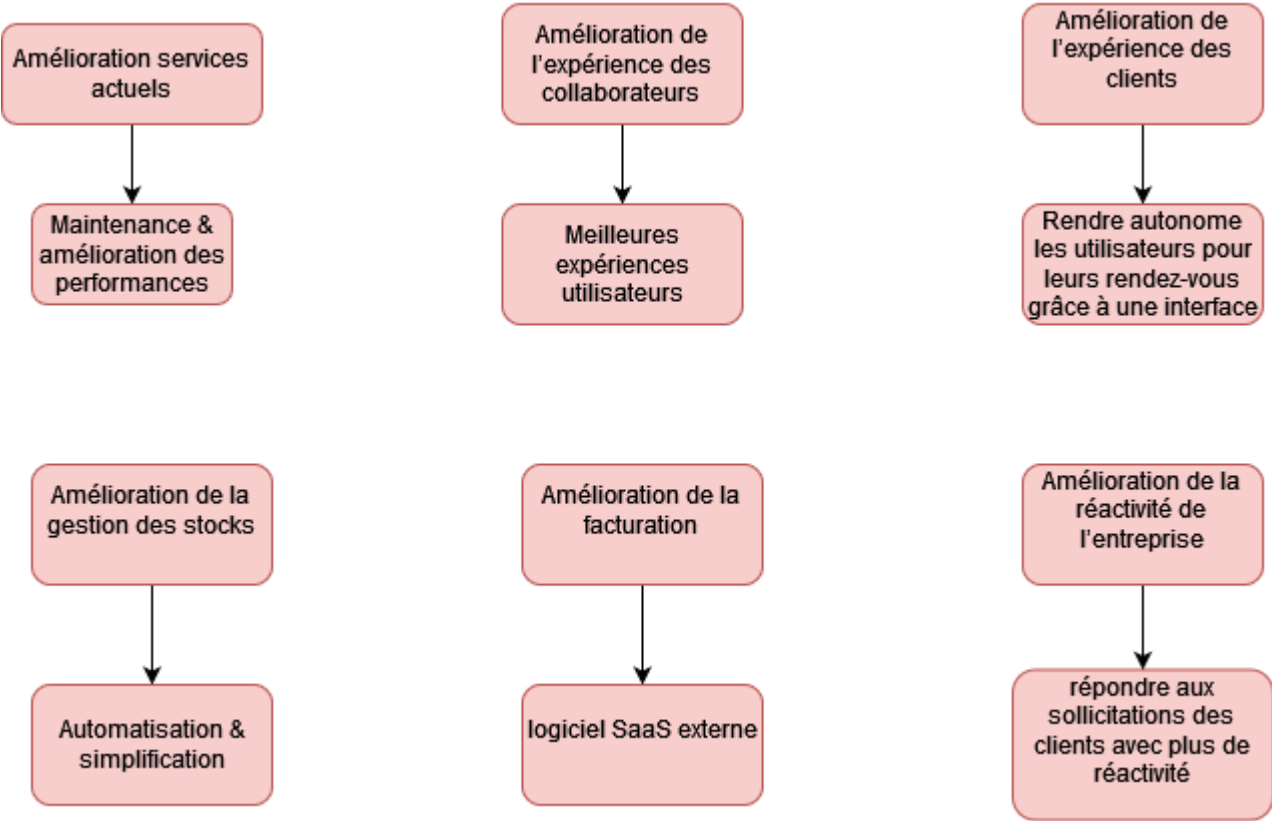 Amélioration services
actuels
Amélioration de
l'expérience des
collaborateurs
Amélioration de
l'expérience des
clients
Maintenance &
amélioration des
performances
Meilleures
expériences
utilisateurs
Rendre autonome
les utilisateurs pour
leurs rendez-vous
grâce à une interface
Amélioration de la
gestion des stocks
Amélioration de la
facturation
Amélioration de la
réactivité de
l'entreprise
Automatisation &
simplification
logiciel SaaS externe
répondre aux
sollicitations des
clients avec plus de
réactivité